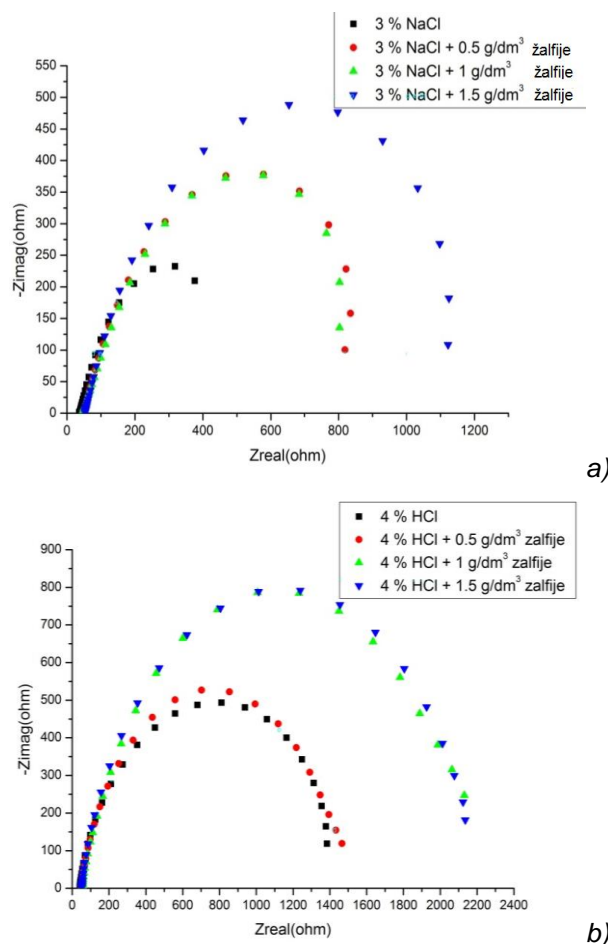 3 % NaCl
3 % NaCl + 0.5 g/dm³ žalfije
3 % NaCl + 1 g/dm³ žalfije
3 % NaCl + 1.5 g/dm³ žalfije
550
500
450
400
350
300
250
200
150
100
50
0
-Zimag(ohm)
0 200 400 600 800 1000 1200
Zreal(ohm)
a)
4 % HCl
4 % HCl + 0.5 g/dm³ zalfije
4 % HCl + 1 g/dm³ zalfije
4 % HCl + 1.5 g/dm³ zalfije
900
800
700
600
500
400
300
200
100
0
-Zimag(ohm)
0 200 400 600 800 1000 1200 1400 1600 1800 2000 2200 2400
Zreal(ohm)
b)